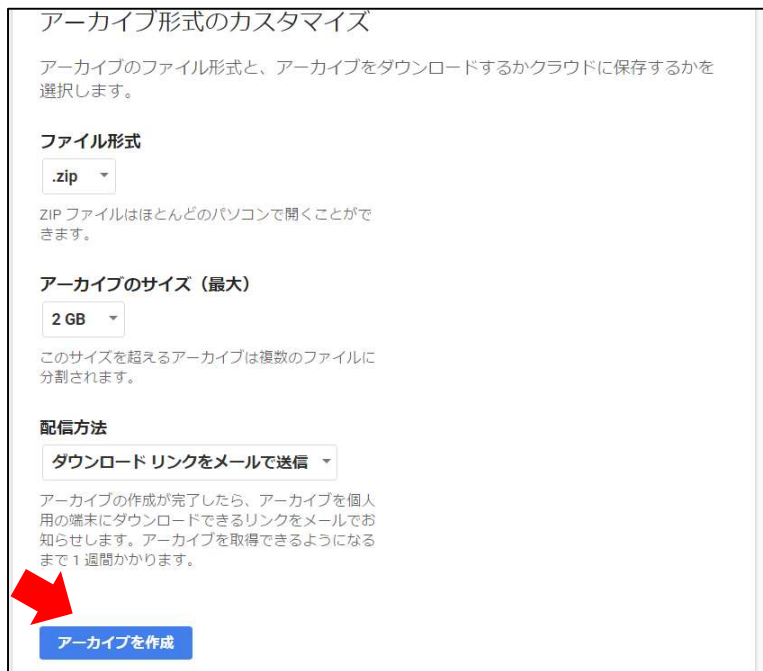 アーカイブ形式のカスタマイズ
アーカイブのファイル形式と、アーカイブをダウンロードするかクラウドに保存するかを
選択します。
ファイル形式
.zip
ZIP ファイルはほとんどのパソコンで開くことがで
きます。
アーカイブのサイズ（最大）
2 GB
このサイズを超えるアーカイブは複数のファイルに
分割されます。
配信方法
ダウンロード リンクをメールで送信
アーカイブの作成が完了したら、アーカイブを個人
用の端末にダウンロードできるリンクをメールでお
知らせします。アーカイブを取得できるようになる
まで 1 週間かかります。
アーカイブを作成